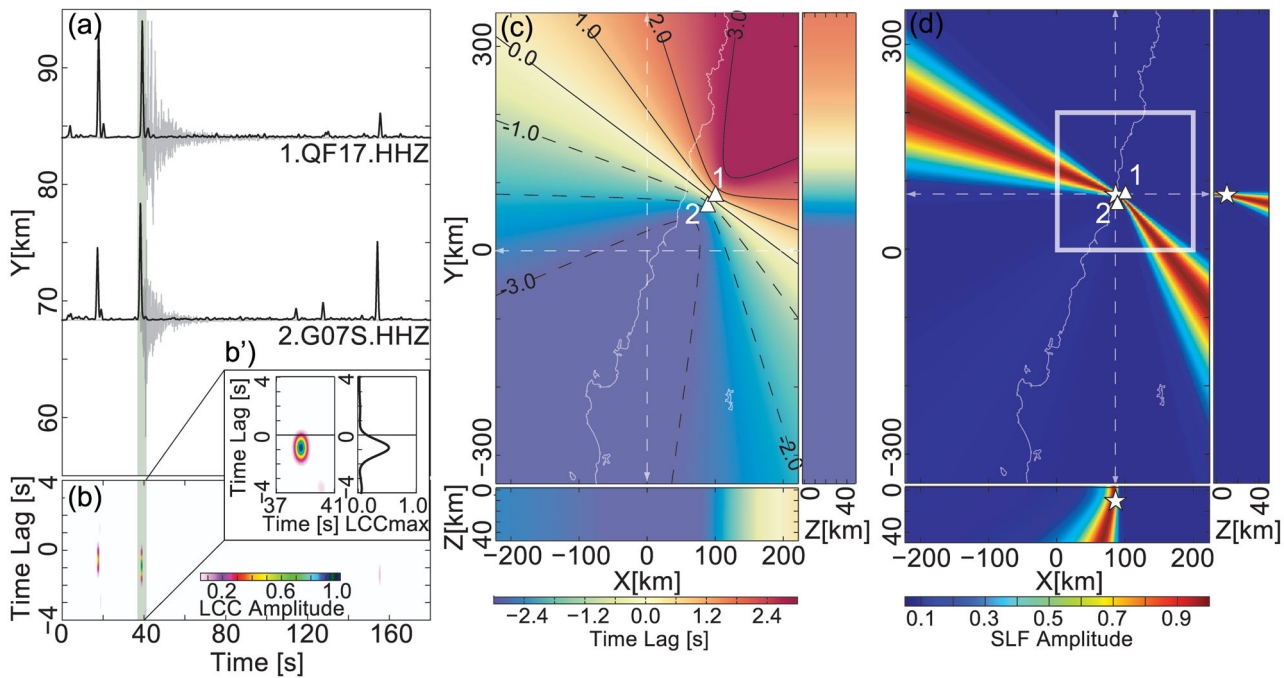 (a)
90
80
70
60
Y[km]
1.QF17.HHZ
2.G07S.HHZ
b')
4
0
-4
Time Lag [s]
37
41
Time [s]
4
0
-4
0.0
1.0
LCCmax
(b)
4
0
-4
Time Lag [s]
0.2
0.6
1.0
LCC Amplitude
0
40
80
120
160
Time [s]
(c)
300
0
-300
Y[km]
0.0
1.0
2.0
3.0
-1.0
-3.0
-2.0
1
2
0
40
Z[km]
0
40
Z[km]
-200
-100
0
100
200
X[km]
-2.4
-1.2
0.0
1.2
2.4
Time Lag [s]
(d)
300
0
-300
Y[km]
1
2
0
40
Z[km]
0
40
Z[km]
-200
-100
0
100
200
X[km]
0.1
0.3
0.5
0.7
0.9
SLF Amplitude